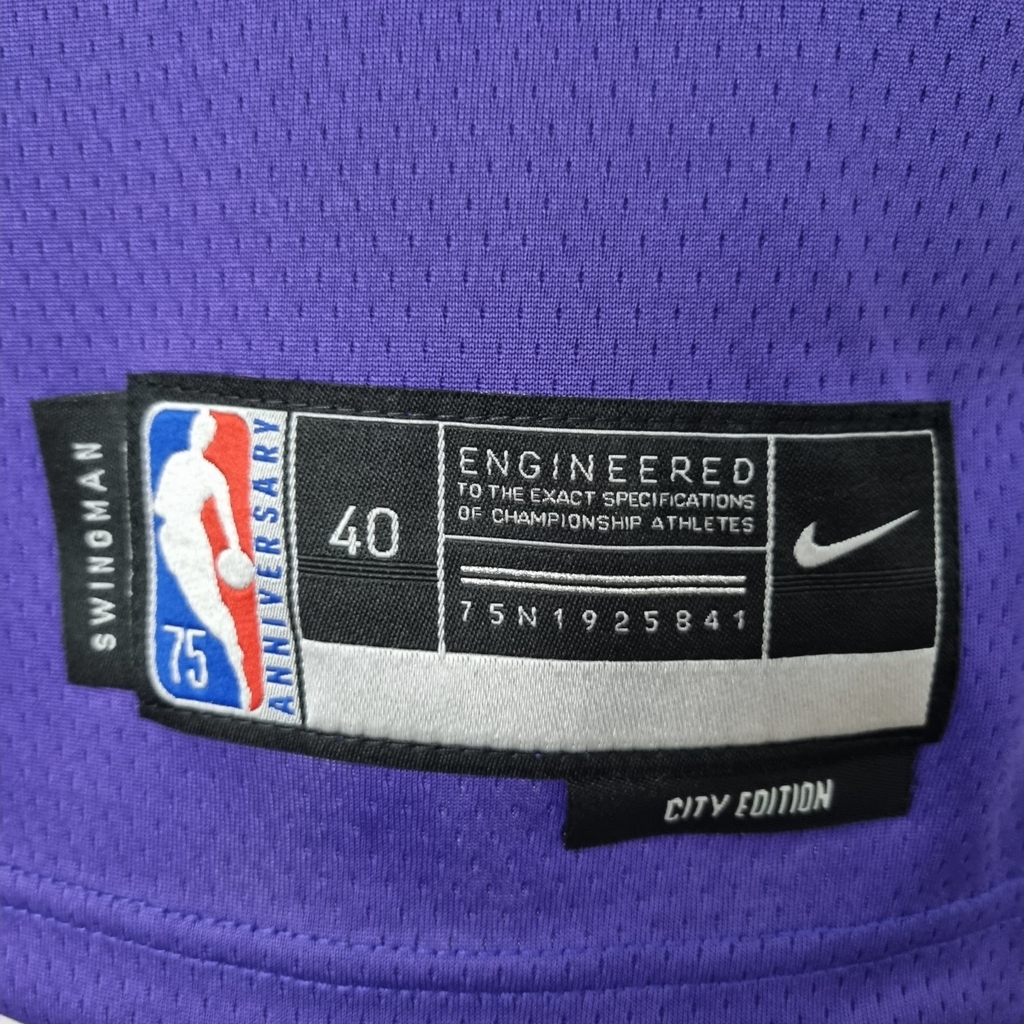 SWINGMAN
75
ANNIVERSARY
40
ENGINEERED
TO THE EXACT SPECIFICATIONS
OF CHAMPIONSHIP ATHLETES
75N1925841
CITY EDITION